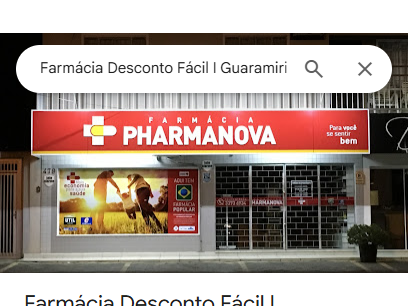 Farmácia Desconto Fácil l Guaramiri
FARMÁCIA
PHARMANOVA
Para você
se sentir
bem
479
economia
saúde
AQUI TEM
FARMÁCIA
POPULAR
PHARMANOVA
Farmácia Desconto Fácil l